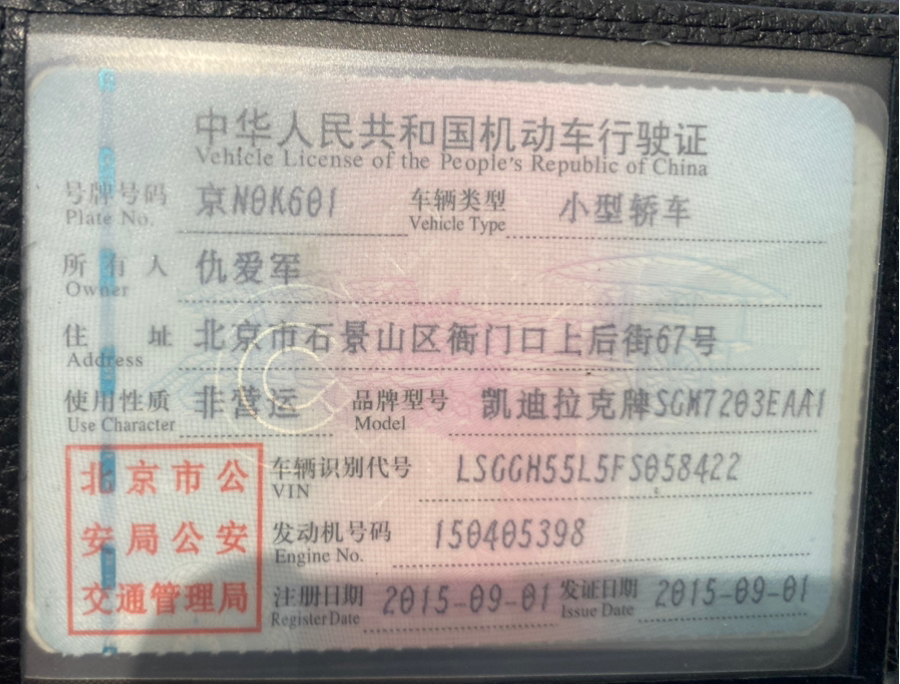 中华人民共和国机动车行驶证
Vehicle License of the People's Republic of China
号牌号码 京N0K601 车辆类型 小型轿车
Plate No. Vehicle Type
所有人 仇爱军
Owner
住址 北京市石景山区衙门口上后街67号
Address
使用性质 非营运 品牌型号 凯迪拉克牌SGM7203EAA1
Use Character Model
北京市公 车辆识别代号 LSGGH55L5FS058422
VIN
安局公安 发动机号码 150405398
Engine No.
交通管理局 注册日期 2015-09-01 发证日期 2015-09-01
Register Date Issue Date